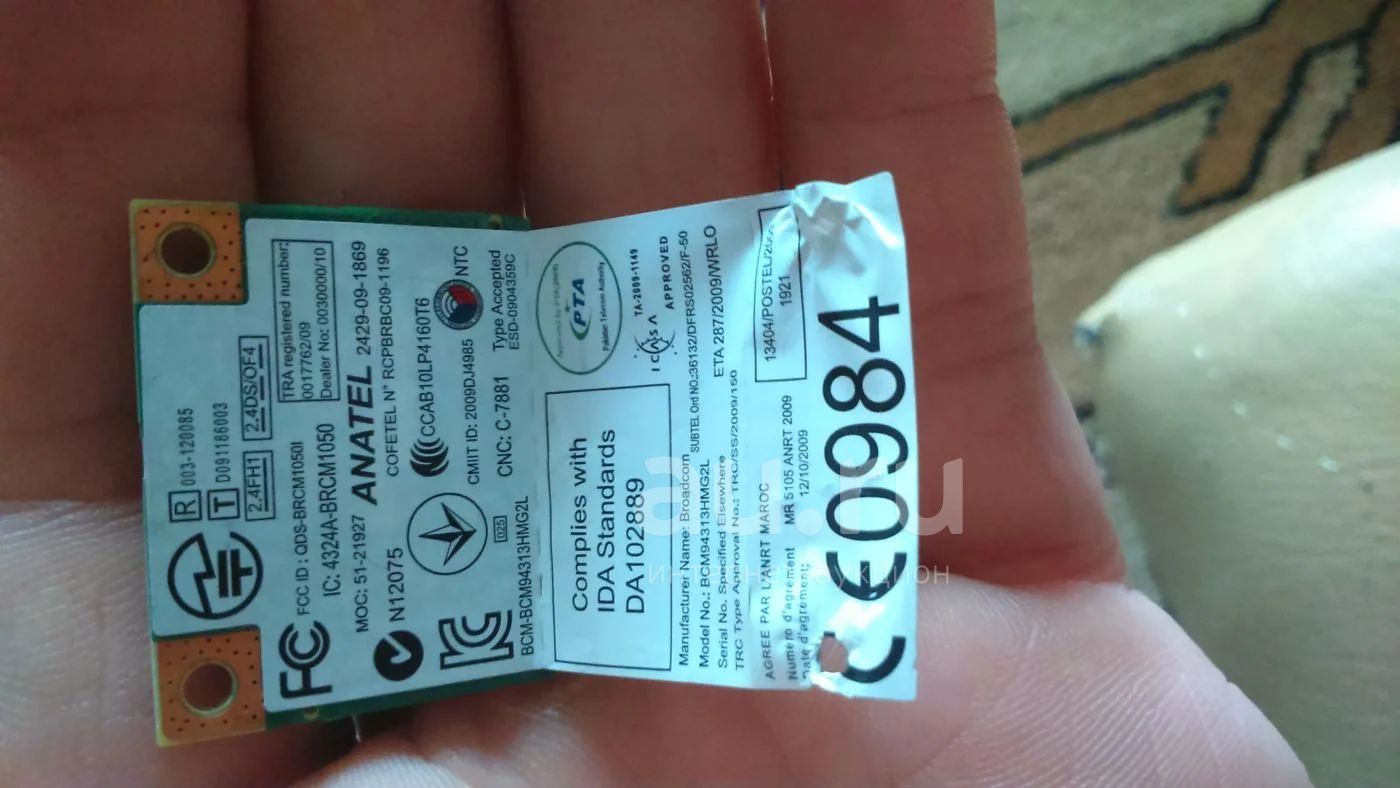 R 003-120085
T D091186003
2.4FH1 2.4DS/OF4
TRA registered number:
0017762/09
Dealer No: 0030000/10
FC FCC ID : QDS-BRCM1050I
IC: 4324A-BRCM1050
MOC: 51-21927 ANATEL 2429-09-1869
COFETEL N° RCPBRBC09-1196
N12075
CCAB10LP4160T6
NTC
CMIIT ID: 2009DJ4985
025
CNC: C-7881
Type Accepted
ESD-0904359C
BCM-BCM94313HMG2L
Complies with
IDA Standards
DA102889
PTA
Pakistan Telecom Authority
ICASA
TA-2009-1149
APPROVED
Manufacturer Name: Broadcom
SUBTEL Ord NO.:36132/DFRS02562/F-50
Model No.: BCM94313HMG2L
ETA 287/2009/WRLO
Serial No. Specified Elsewhere
TRC Type Approval No.: TRC/SS/2009/150
AGREE PAR L'ANRT MAROC
Numéro d'agrément MR 5105 ANRT 2009
Date d'agrément: 12/10/2009
1921
CE0984
au.ru